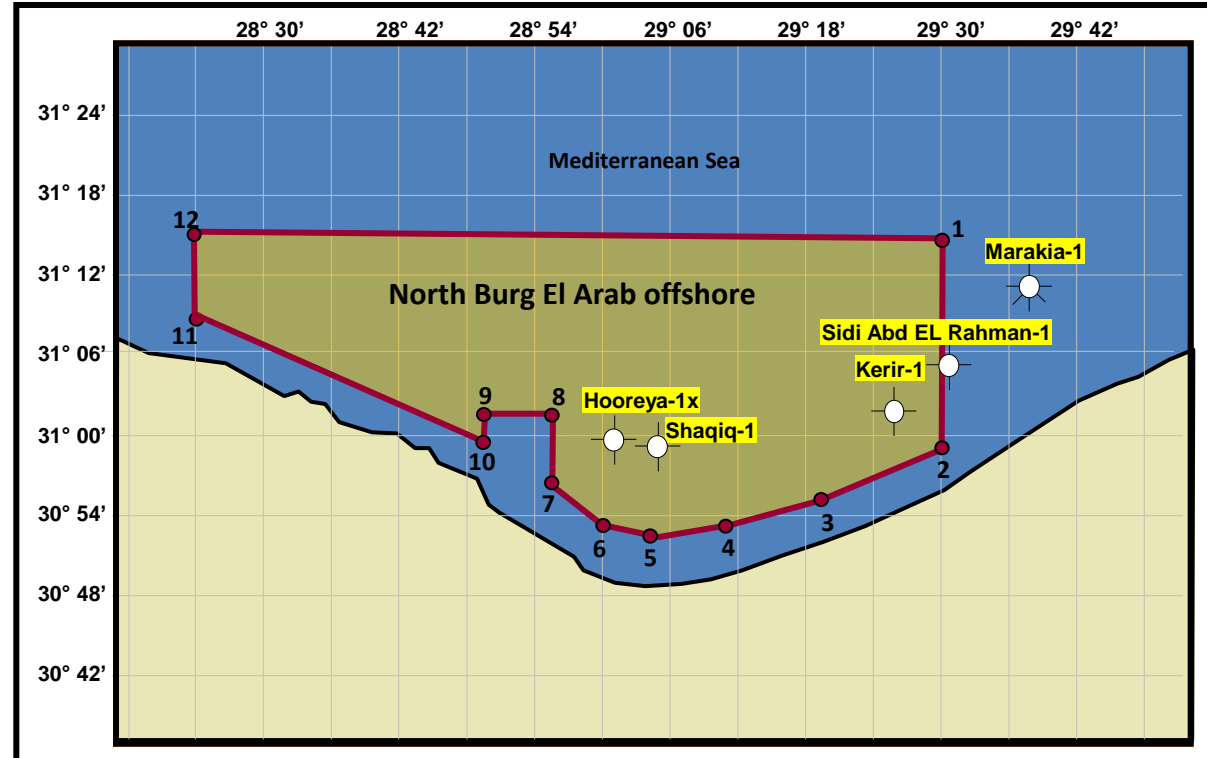 28° 30' 28° 42' 28° 54' 29° 06' 29° 18' 29° 30' 29° 42'
31° 24'
Mediterranean Sea
31° 18'
12
1
Marakia-1
31° 12'
North Burg El Arab offshore
11
Sidi Abd EL Rahman-1
31° 06'
Kerir-1
9
8
Hooreya-1x
Shaqiq-1
31° 00'
10
2
7
3
30° 54'
6
5
4
30° 48'
30° 42'